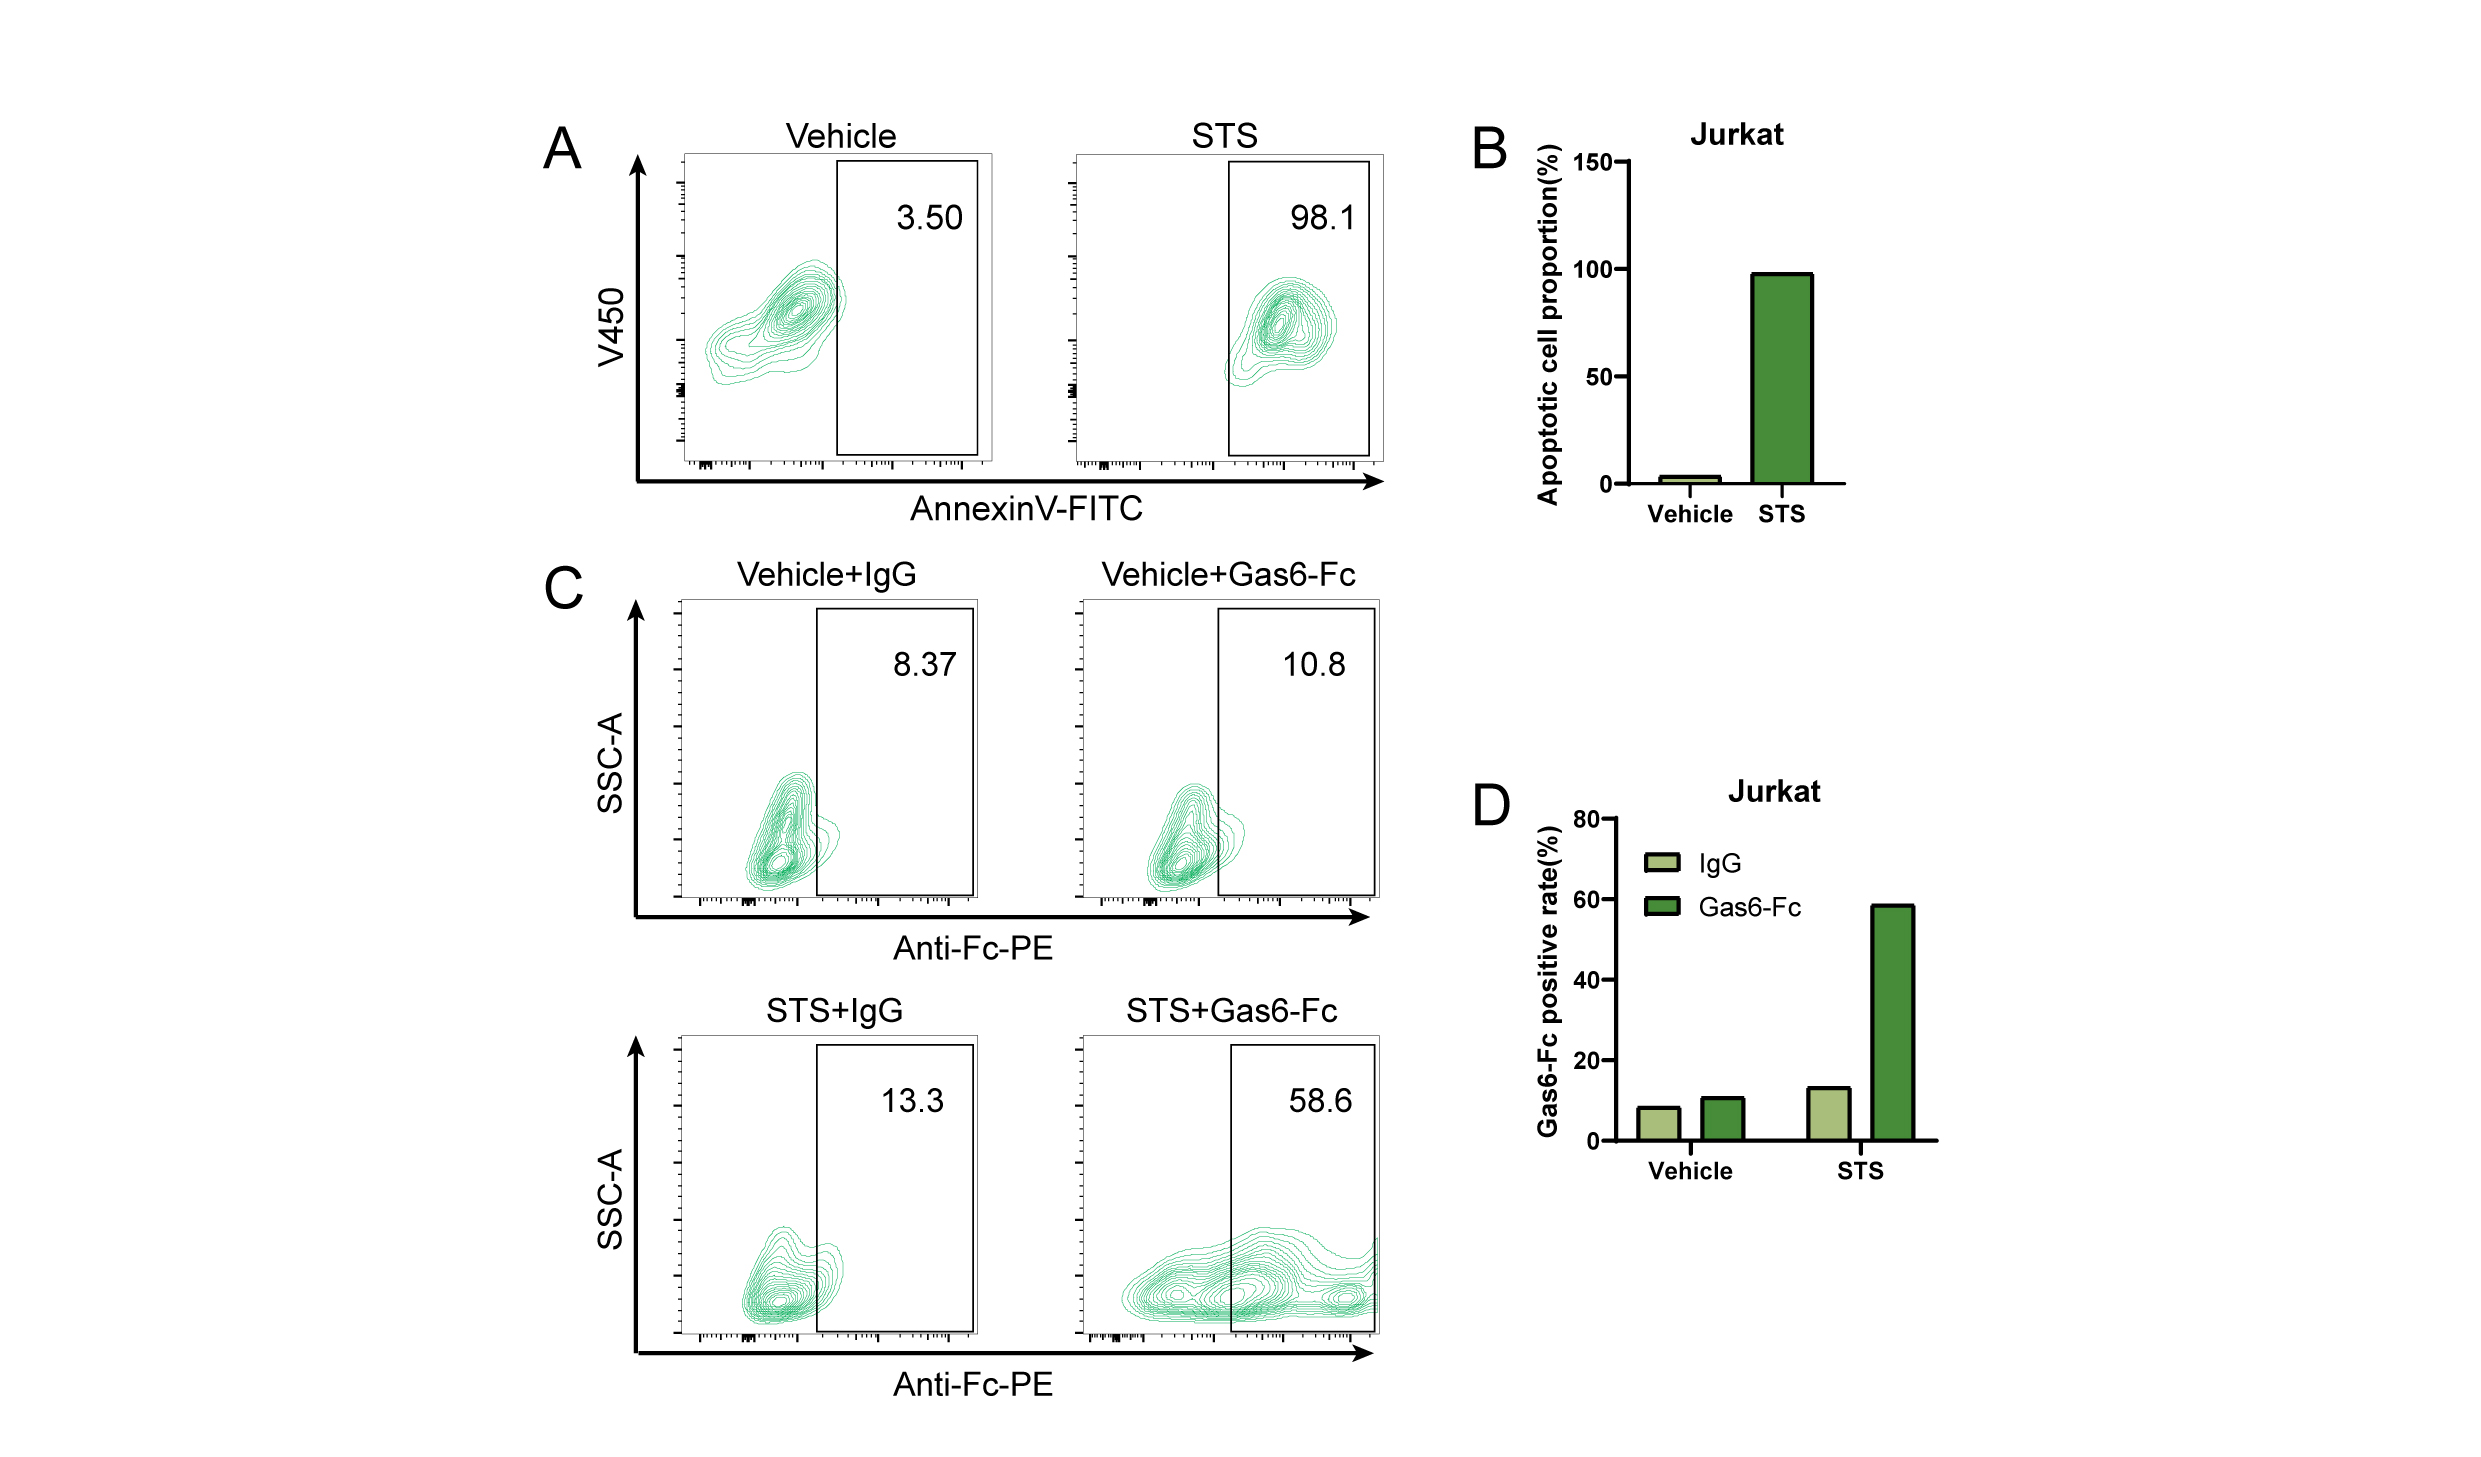 A
Vehicle
STS
3.50
98.1
V450
AnnexinV-FITC
B
Jurkat
Apoptotic cell proportion(%)
150
100
50
0
Vehicle
STS
C
Vehicle+IgG
Vehicle+Gas6-Fc
8.37
10.8
SSC-A
Anti-Fc-PE
STS+IgG
STS+Gas6-Fc
13.3
58.6
SSC-A
Anti-Fc-PE
D
Jurkat
Gas6-Fc positive rate(%)
80
60
40
20
0
IgG
Gas6-Fc
Vehicle
STS